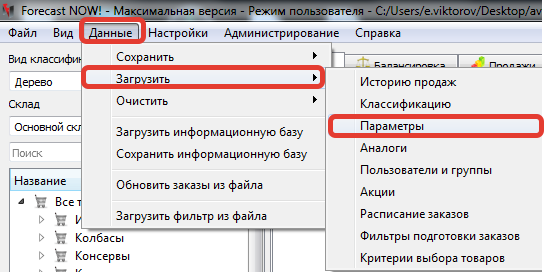 Forecast NOW! - Максимальная версия - Режим пользователя - C:/Users/e.viktorov/Desktop/av
Файл Вид Данные Настройки Администрирование Справка
Вид классифи
Дерево
Склад
Основной скл
Поиск
Название
Все т
И
Колбасы
Консервы
Сохранить
Загрузить
Очистить
Загрузить информационную базу
Сохранить информационную базу
Обновить заказы из файла
Загрузить фильтр из файла
Балансировка
Продажи
Историю продаж
Классификацию
Параметры
Аналоги
Пользователи и группы
Акции
Расписание заказов
Фильтры подготовки заказов
Критерии выбора товаров